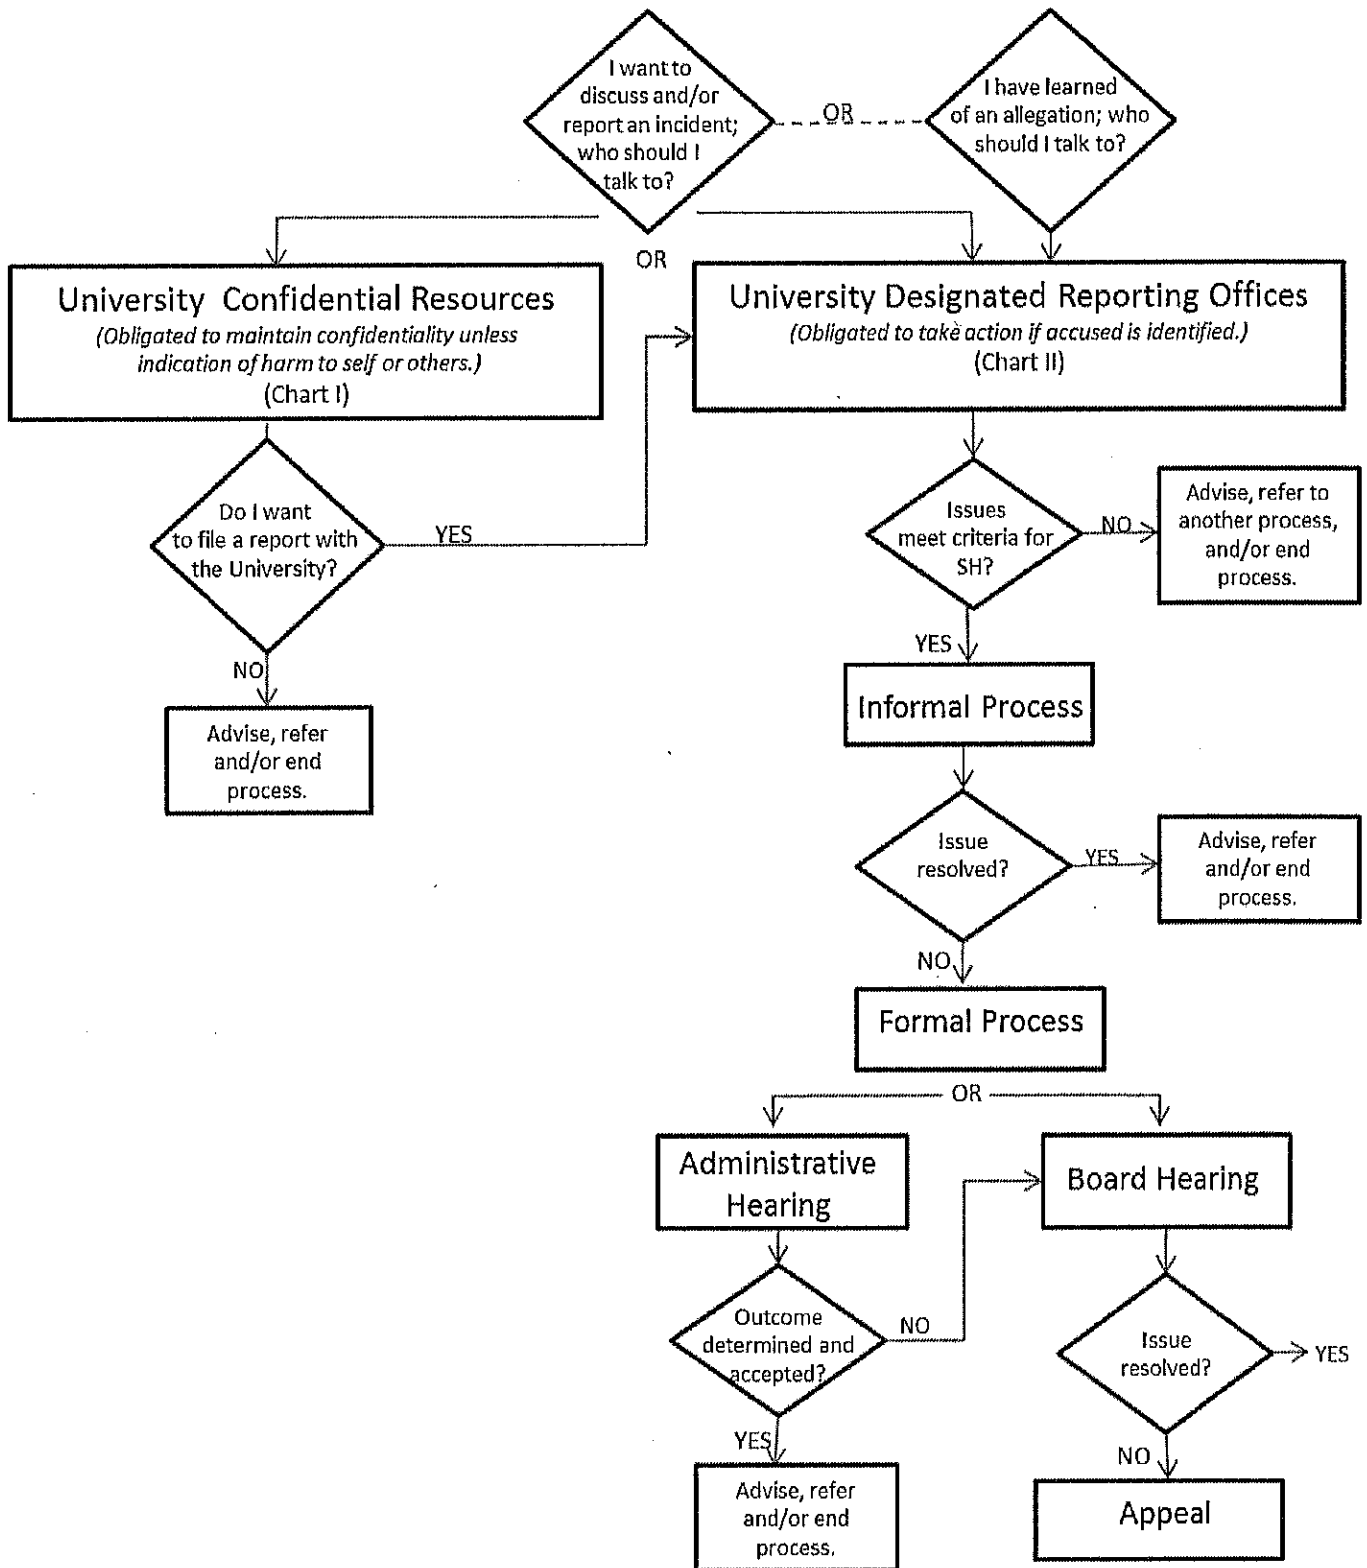 I want to
discuss and/or
report an incident;
who should I
talk to?
OR
I have learned
of an allegation; who
should I talk to?
OR
University Confidential Resources
(Obligated to maintain confidentiality unless
indication of harm to self or others.)
(Chart I)
University Designated Reporting Offices
(Obligated to take action if accused is identified.)
(Chart II)
Do I want
to file a report with
the University?
YES
NO
Advise, refer
and/or end
process.
Issues
meet criteria for
SH?
NO
Advise, refer to
another process,
and/or end
process.
YES
Informal Process
Issue
resolved?
YES
Advise, refer
and/or end
process.
NO
Formal Process
OR
Administrative
Hearing
Board Hearing
Outcome
determined and
accepted?
NO
YES
Advise, refer
and/or end
process.
Issue
resolved?
YES
NO
Appeal